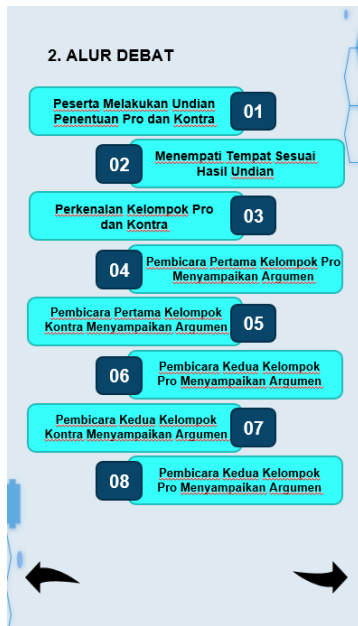 2. ALUR DEBAT
Peserta Melakukan Undian
Penentuan Pro dan Kontra
01
02
Menempati Tempat Sesuai
Hasil Undian
Perkenalan Kelompok Pro
dan Kontra
03
04
Pembicara Pertama Kelompok Pro
Menyampaikan Argumen
Pembicara Pertama Kelompok
Kontra Menyampaikan Argumen
05
06
Pembicara Kedua Kelompok
Pro Menyampaikan Argumen
Pembicara Kedua Kelompok
Kontra Menyampaikan Argumen
07
08
Pembicara Kedua Kelompok
Pro Menyampaikan Argumen